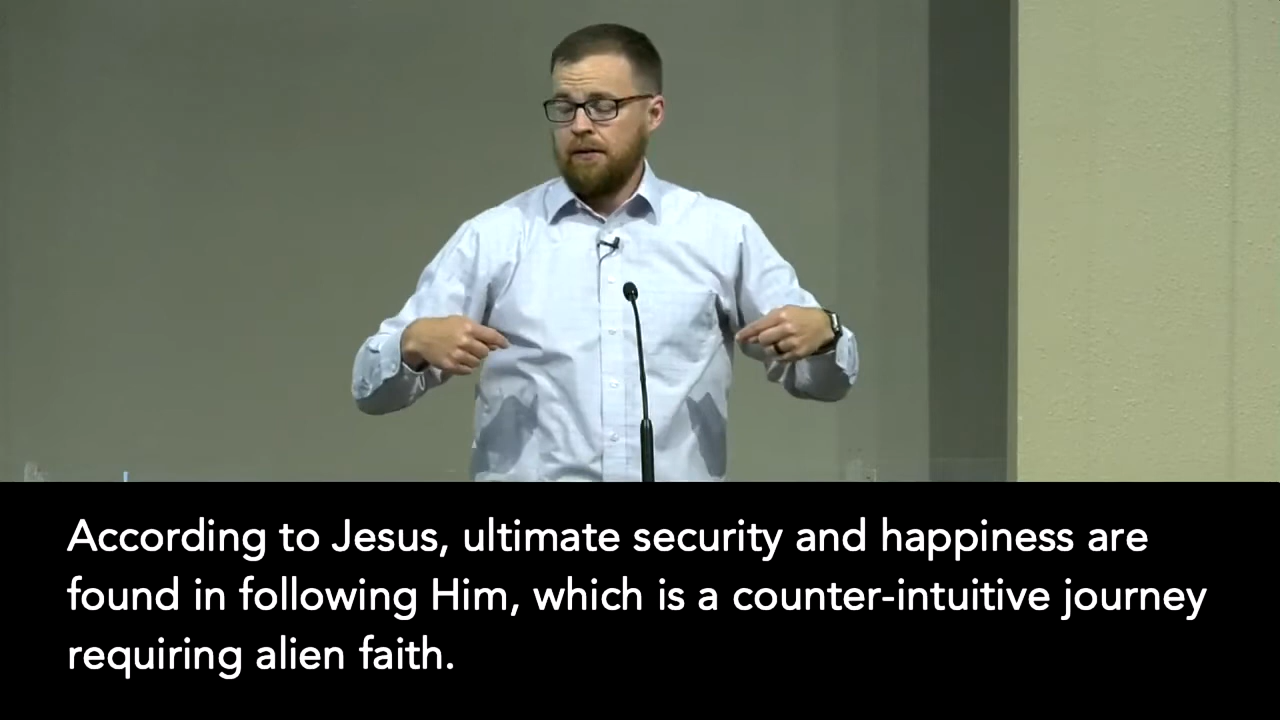 According to Jesus, ultimate security and happiness are
found in following Him, which is a counter-intuitive journey
requiring alien faith.